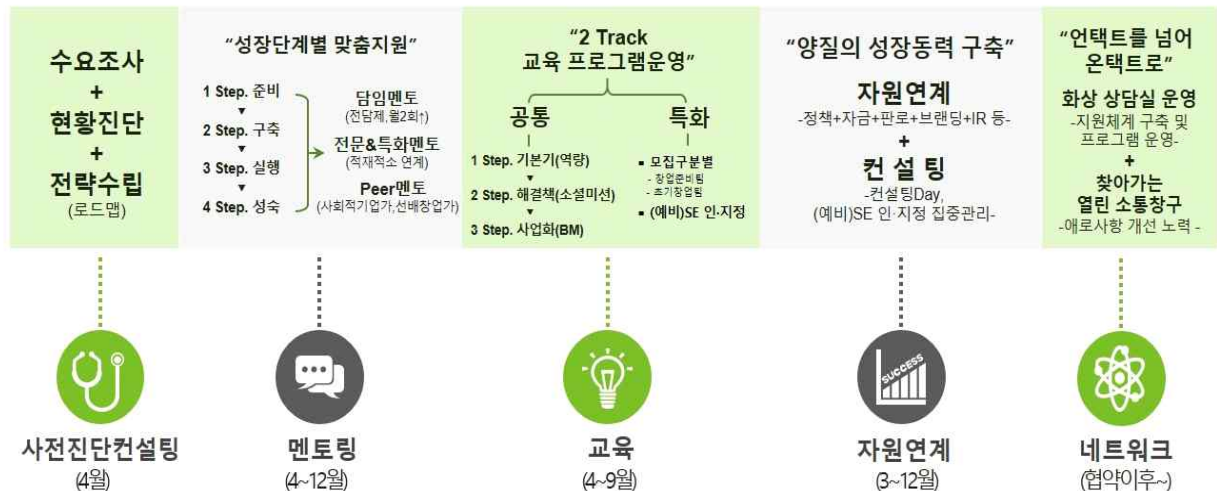 수요조사
+
현황진단
+
전략수립
(로드맵)
“성장단계별 맞춤지원”
1 Step. 준비
2 Step. 구축
3 Step. 실행
4 Step. 성숙
담임멘토
(전담제,월2회↑)
전문&특화멘토
(적재적소 연계)
Peer멘토
(사회적기업가,선배창업가)
“2 Track
교육 프로그램운영”
공통
1 Step. 기본기(역량)
2 Step. 해결책(소셜미션)
3 Step. 사업화(BM)
특화
▪ 모집구분별
- 창업준비팀
- 초기창업팀
▪ (예비)SE 인·지정
“양질의 성장동력 구축”
자원연계
-정책+자금+판로+브랜딩+IR 등-
+
컨 설 팅
-컨설팅Day,
(예비)SE 인·지정 집중관리-
“언택트를 넘어
온택트로”
화상 상담실 운영
-지원체계 구축 및
프로그램 운영-
+
찾아가는
열린 소통창구
-애로사항 개선 노력 -
사전진단컨설팅
(4월)
멘토링
(4~12월)
교육
(4~9월)
SUCCESS
자원연계
(3~12월)
네트워크
(협약이후~)